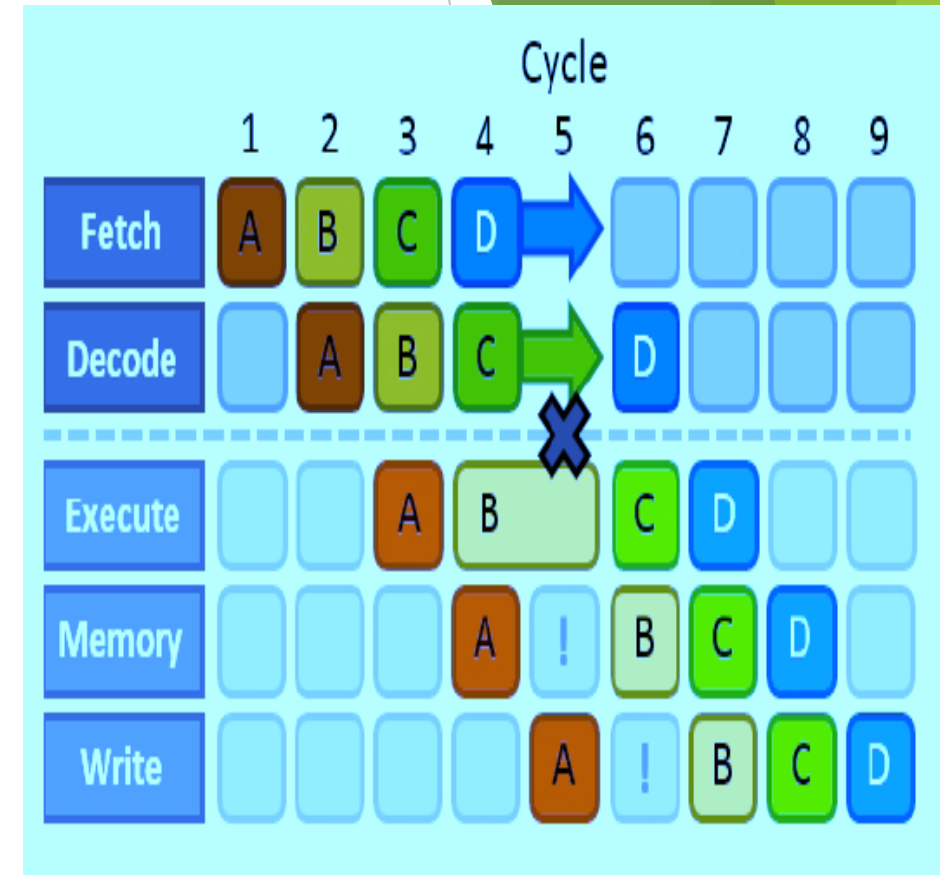 Cycle
1 2 3 4 5 6 7 8 9
Fetch A B C D
Decode A B C D
Execute A B C D
Memory A ! B C D
Write A ! B C D